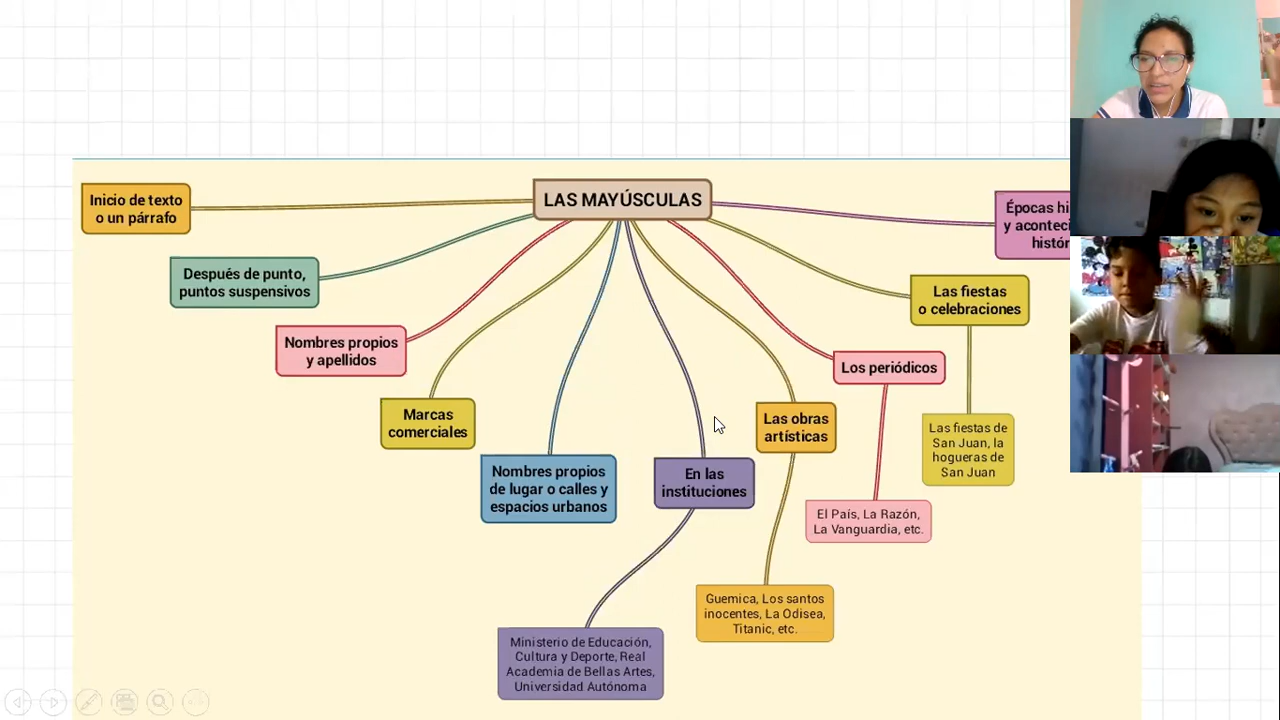 LAS MAYÚSCULAS
Inicio de texto
o un párrafo
Después de punto,
puntos suspensivos
Nombres propios
y apellidos
Marcas
comerciales
Nombres propios
de lugar o calles y
espacios urbanos
En las
instituciones
Ministerio de Educación,
Cultura y Deporte, Real
Academia de Bellas Artes,
Universidad Autónoma
Las obras
artísticas
Guemica, Los santos
inocentes, La Odisea,
Titanic, etc.
Los periódicos
El País, La Razón,
La Vanguardia, etc.
Las fiestas
o celebraciones
Las fiestas de
San Juan, la
hogueras de
San Juan
Épocas
y